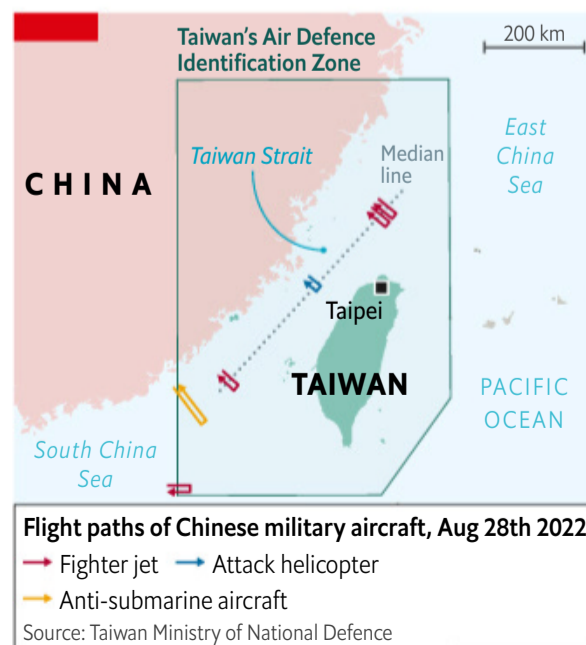 Taiwan's Air Defence
Identification Zone
200 km
East
China
Sea
Taiwan Strait
Median
line
CHINA
Taipei
TAIWAN
PACIFIC
OCEAN
South China
Sea
Flight paths of Chinese military aircraft, Aug 28th 2022
Fighter jet Attack helicopter
Anti-submarine aircraft
Source: Taiwan Ministry of National Defence